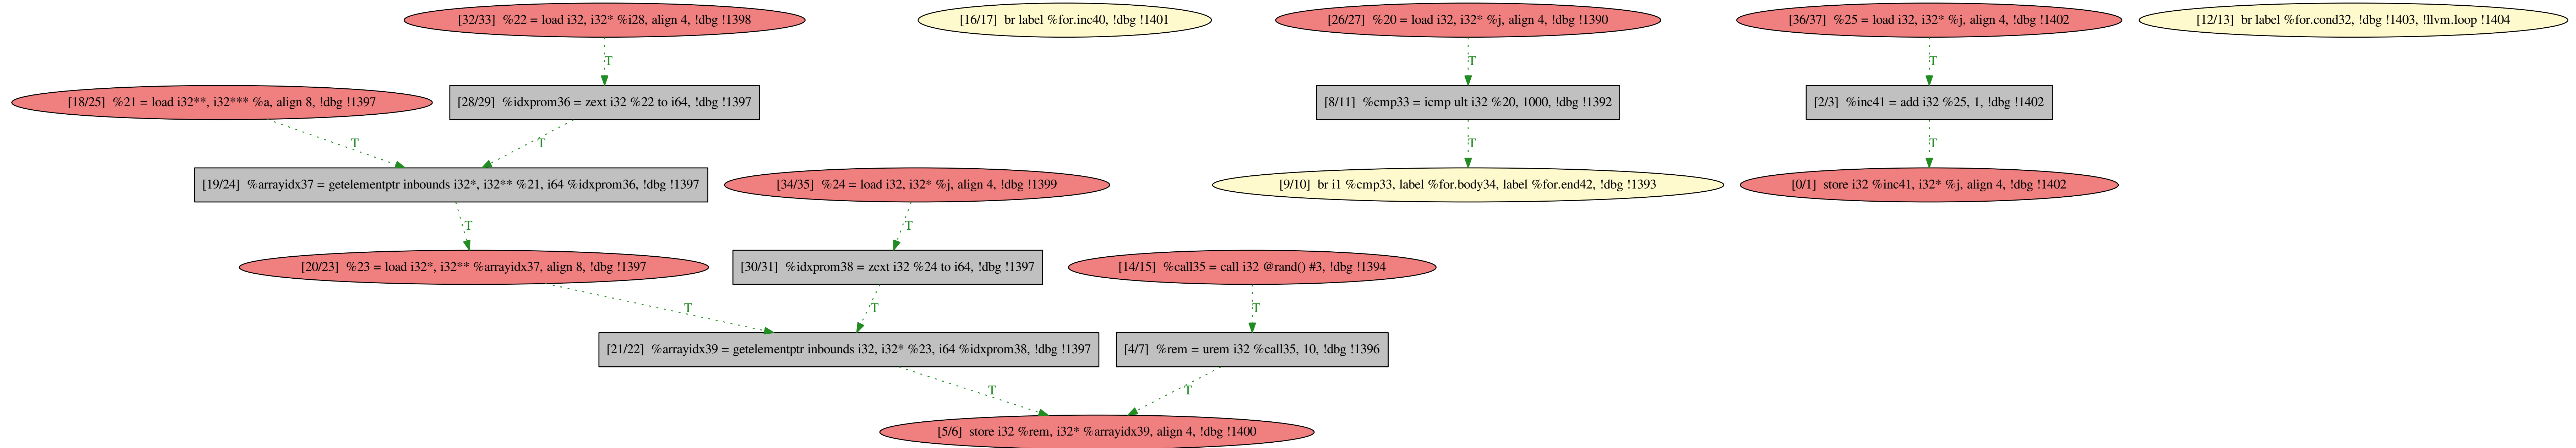 [32/33]  %22 = load i32, i32* %i28, align 4, !dbg !1398
[16/17]  br label %for.inc40, !dbg !1401
[26/27]  %20 = load i32, i32* %j, align 4, !dbg !1390
[36/37]  %25 = load i32, i32* %j, align 4, !dbg !1402
[12/13]  br label %for.cond32, !dbg !1403, !llvm.loop !1404
T
T
T
[18/25]  %21 = load i32**, i32*** %a, align 8, !dbg !1397
[28/29]  %idxprom36 = zext i32 %22 to i64, !dbg !1397
[8/11]  %cmp33 = icmp ult i32 %20, 1000, !dbg !1392
[2/3]  %inc41 = add i32 %25, 1, !dbg !1402
T
T
T
T
[19/24]  %arrayidx37 = getelementptr inbounds i32*, i32** %21, i64 %idxprom36, !dbg !1397
[34/35]  %24 = load i32, i32* %j, align 4, !dbg !1399
[9/10]  br i1 %cmp33, label %for.body34, label %for.end42, !dbg !1393
[0/1]  store i32 %inc41, i32* %j, align 4, !dbg !1402
T
T
[20/23]  %23 = load i32*, i32** %arrayidx37, align 8, !dbg !1397
[30/31]  %idxprom38 = zext i32 %24 to i64, !dbg !1397
[14/15]  %call35 = call i32 @rand() #3, !dbg !1394
T
T
T
[21/22]  %arrayidx39 = getelementptr inbounds i32, i32* %23, i64 %idxprom38, !dbg !1397
[4/7]  %rem = urem i32 %call35, 10, !dbg !1396
T
T
[5/6]  store i32 %rem, i32* %arrayidx39, align 4, !dbg !1400